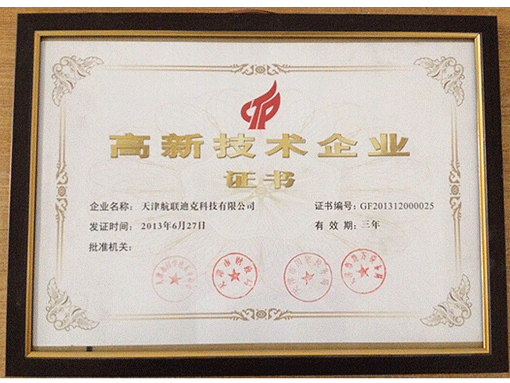 高新技术企业
证书
企业名称：天津航联迪克科技有限公司 证书编号：GF201312000025
发证时间：2013年6月27日 有效期：三年
批准机关：